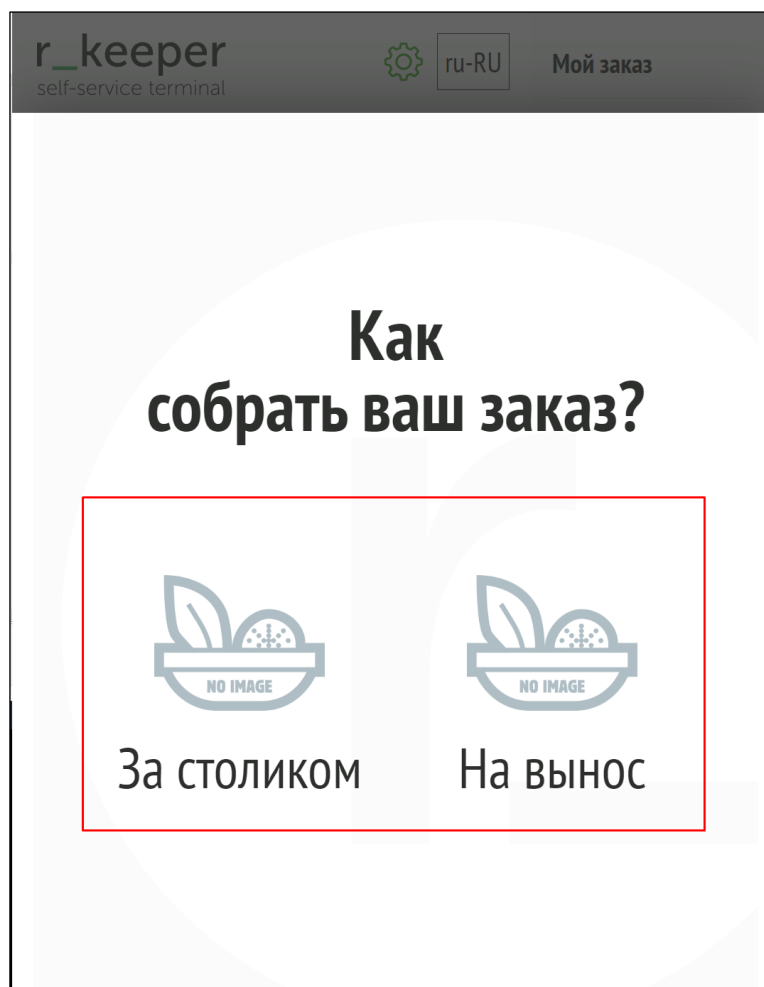 r_keeper
self-service terminal
ru-RU
Мой заказ
Как
собрать ваш заказ?
NO IMAGE
NO IMAGE
За столиком
На вынос